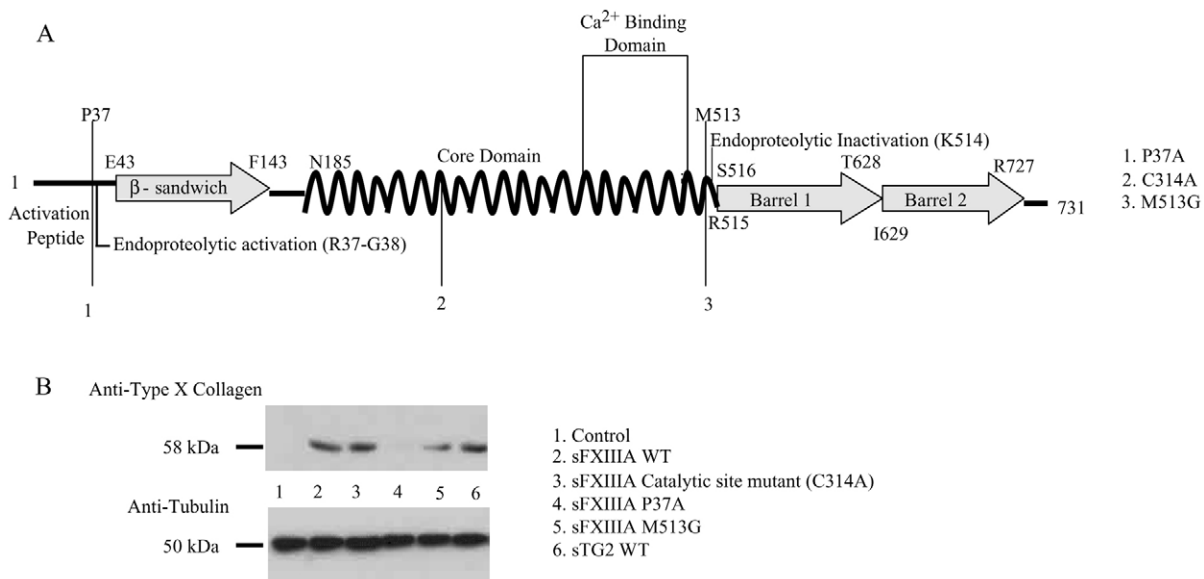 A
Ca2+ Binding
Domain
P37
M513
Endoproteolytic Inactivation (K514)
E43
F143
N185
Core Domain
S516
T628
R727
1
β- sandwich
Barrel 1
Barrel 2
731
Activation
Peptide
R515
I629
Endoproteolytic activation (R37-G38)
1
2
3
1. P37A
2. C314A
3. M513G
B
Anti-Type X Collagen
58 kDa
1 2 3 4 5 6
Anti-Tubulin
50 kDa
1. Control
2. sFXIIIA WT
3. sFXIIIA Catalytic site mutant (C314A)
4. sFXIIIA P37A
5. sFXIIIA M513G
6. sTG2 WT